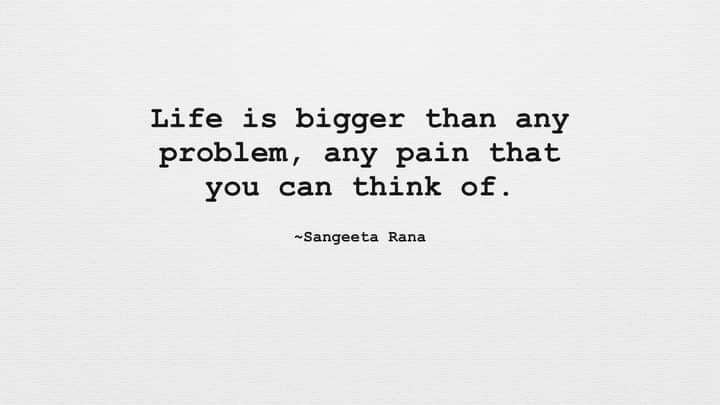 Life is bigger than any
problem, any pain that
you can think of.
~Sangeeta Rana